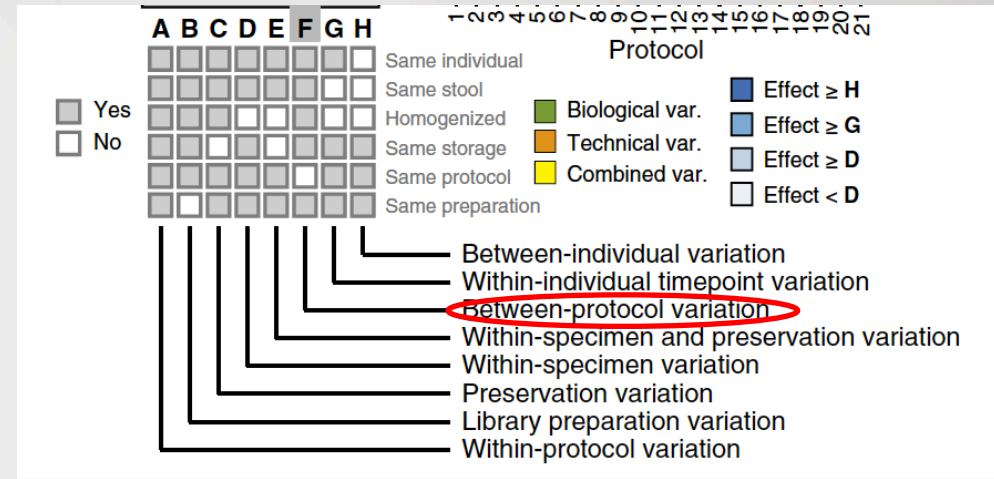 1 2 3 4 5 6 7 8 9 10 11 12 13 14 15 16 17 18 19 20 21
Protocol
A B C D E F G H
Same individual
Same stool
Homogenized
Same storage
Same protocol
Same preparation
Yes
No
Biological var.
Technical var.
Combined var.
Effect ≥ H
Effect ≥ G
Effect ≥ D
Effect < D
Between-individual variation
Within-individual timepoint variation
Between-protocol variation
Within-specimen and preservation variation
Within-specimen variation
Preservation variation
Library preparation variation
Within-protocol variation